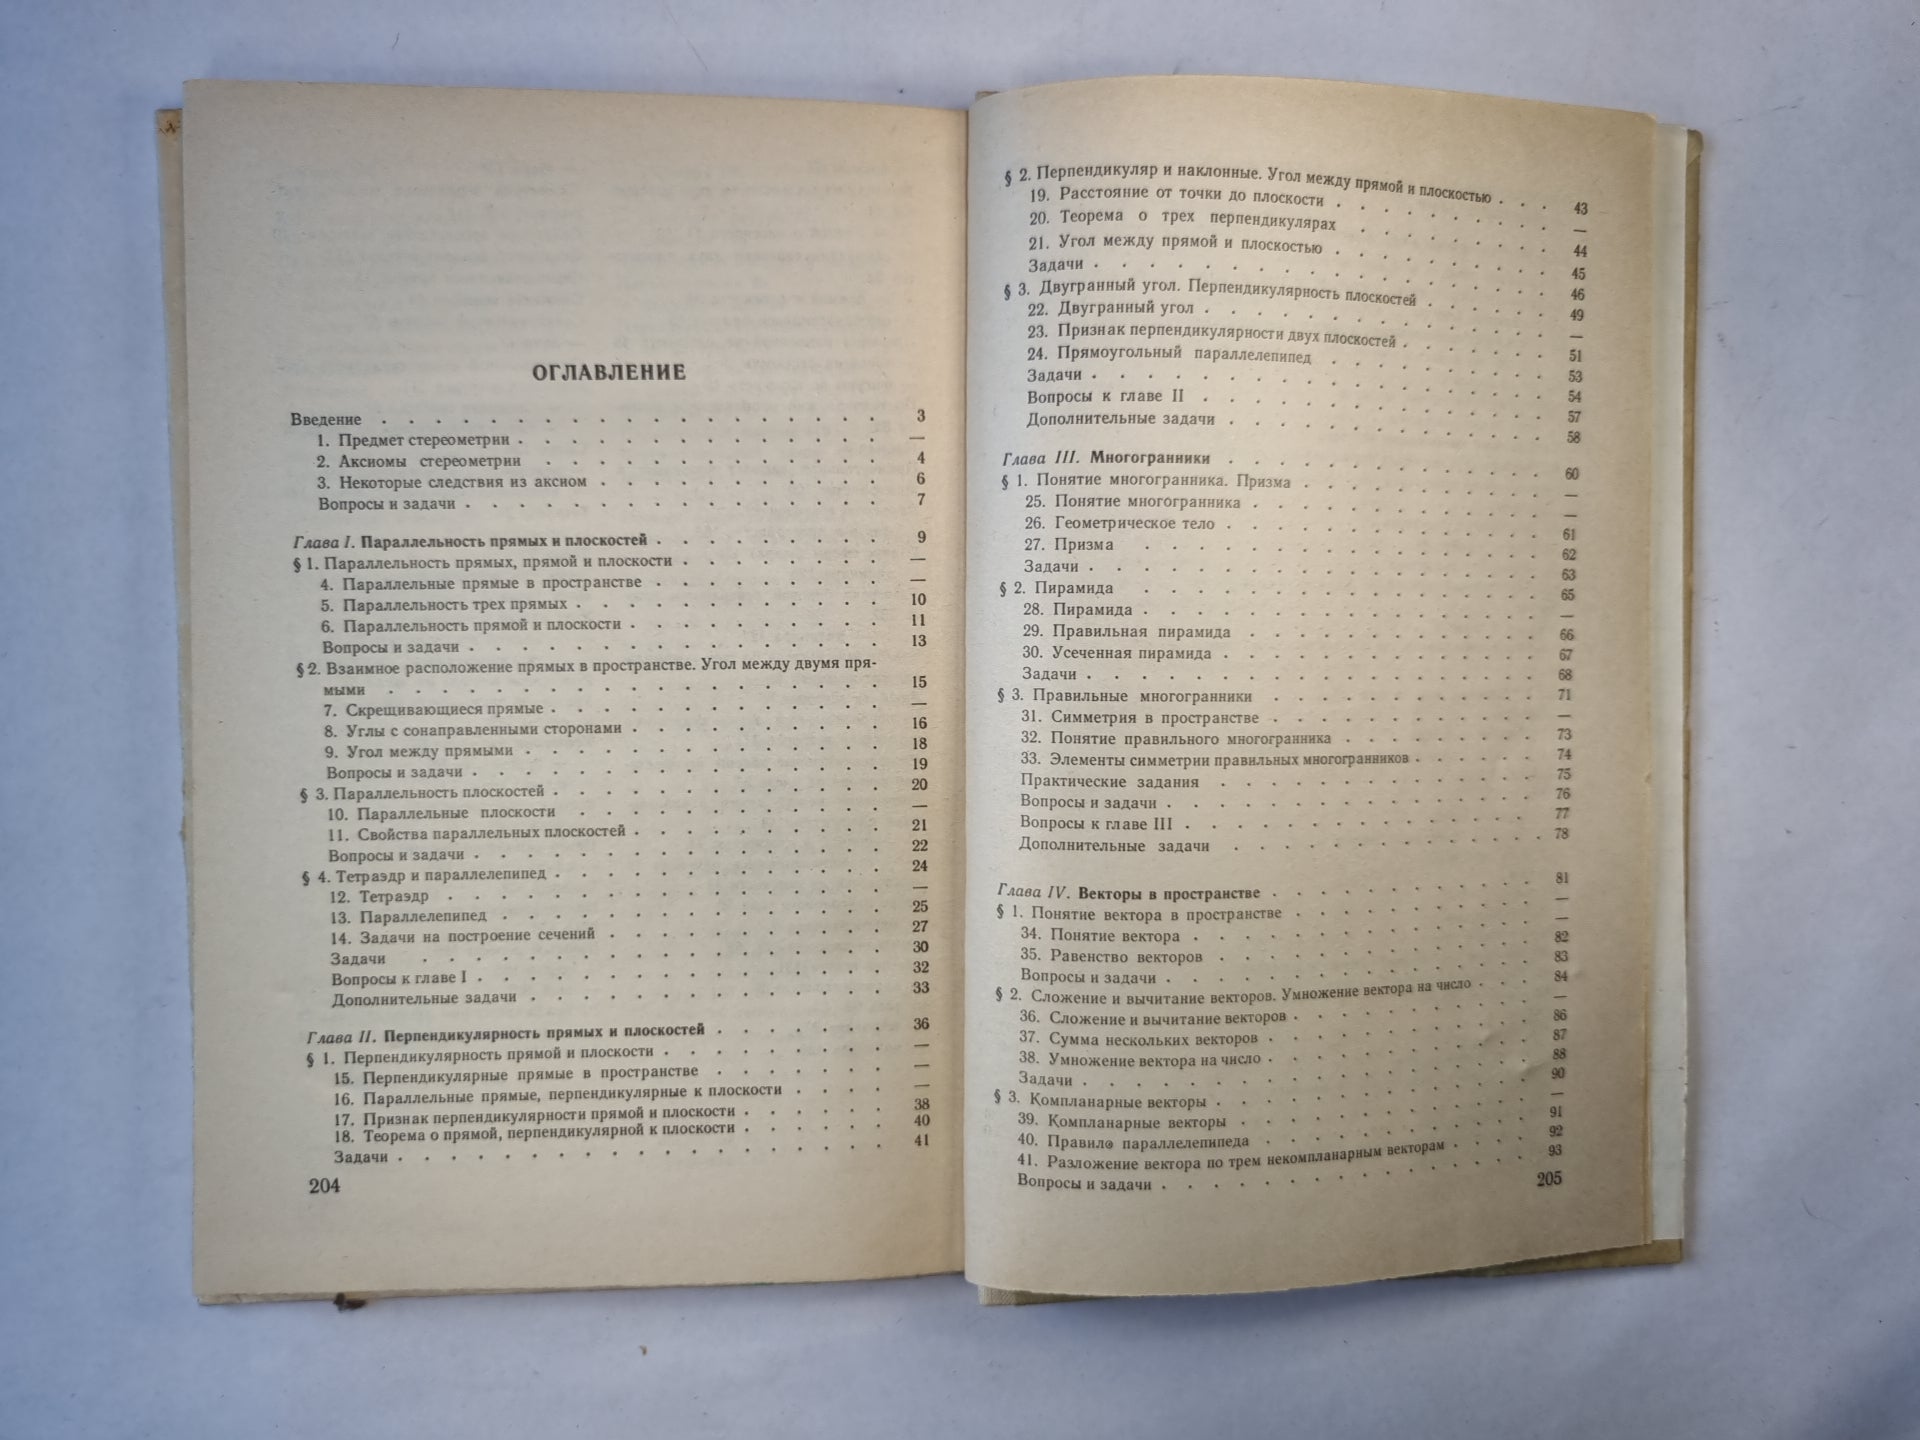 ОГЛАВЛЕНИЕ
Введение . . . . . . . . . . . . . . . . . . . 3
1. Предмет стереометрии . . . . . . . . . . . . . . —
2. Аксиомы стереометрии . . . . . . . . . . . . . 4
3. Некоторые следствия из аксиом . . . . . . . . . . . 6
Вопросы и задачи . . . . . . . . . . . . . . . . 7
Глава I. Параллельность прямых и плоскостей . . . . . . . . . 9
§ 1. Параллельность прямых, прямой и плоскости . . . . . . . . —
4. Параллельные прямые в пространстве . . . . . . . . . —
5. Параллельность трех прямых . . . . . . . . . . . . 10
6. Параллельность прямой и плоскости . . . . . . . . . . 11
Вопросы и задачи . . . . . . . . . . . . . . . . 13
§ 2. Взаимное расположение прямых в пространстве. Угол между двумя пря-
мыми . . . . . . . . . . . . . . . . . . . 15
7. Скрещивающиеся прямые . . . . . . . . . . . . . —
8. Углы с сонаправленными сторонами . . . . . . . . . . 16
9. Угол между прямыми . . . . . . . . . . . . . . 18
Вопросы и задачи . . . . . . . . . . . . . . . . 19
§ 3. Параллельность плоскостей . . . . . . . . . . . . . 20
10. Параллельные плоскости . . . . . . . . . . . . —
11. Свойства параллельных плоскостей . . . . . . . . . . 21
Вопросы и задачи . . . . . . . . . . . . . . . . 22
§ 4. Тетраэдр и параллелепипед . . . . . . . . . . . . . 24
12. Тетраэдр . . . . . . . . . . . . . . . . . —
13. Параллелепипед . . . . . . . . . . . . . . . 25
14. Задачи на построение сечений . . . . . . . . . . . 27
Задачи . . . . . . . . . . . . . . . . . . 30
Вопросы к главе I . . . . . . . . . . . . . . . . 32
Дополнительные задачи . . . . . . . . . . . . . . 33
Глава II. Перпендикулярность прямых и плоскостей . . . . . . . 36
§ 1. Перпендикулярность прямой и плоскости . . . . . . . . . —
15. Перпендикулярные прямые в пространстве . . . . . . . —
16. Параллельные прямые, перпендикулярные к плоскости . . . . —
17. Признак перпендикулярности прямой и плоскости . . . . . . 38
18. Теорема о прямой, перпендикулярной к плоскости . . . . . . 40
Задачи . . . . . . . . . . . . . . . . . . . 41
204
§ 2. Перпендикуляр и наклонные. Угол между прямой и плоскостью . . . 43
19. Расстояние от точки до плоскости . . . . . . . . . —
20. Теорема о трех перпендикулярах . . . . . . . . 44
21. Угол между прямой и плоскостью . . . . . . . . . 45
Задачи . . . . . . . . . . . . . . . . . 46
§ 3. Двугранный угол. Перпендикулярность плоскостей . . . . . 49
22. Двугранный угол . . . . . . . . . . . . . —
23. Признак перпендикулярности двух плоскостей . . . . . . 51
24. Прямоугольный параллелепипед . . . . . . . . 53
Задачи . . . . . . . . . . . . . . . . . 54
Вопросы к главе II . . . . . . . . . . . . . 57
Дополнительные задачи . . . . . . . . . . . . 58
Глава III. Многогранники . . . . . . . . . . . . 60
§ 1. Понятие многогранника. Призма . . . . . . . . . —
25. Понятие многогранника . . . . . . . . . . . —
26. Геометрическое тело . . . . . . . . . . . . 61
27. Призма . . . . . . . . . . . . . . . 62
Задачи . . . . . . . . . . . . . . . . . 63
§ 2. Пирамида . . . . . . . . . . . . . . . 65
28. Пирамида . . . . . . . . . . . . . . . —
29. Правильная пирамида . . . . . . . . . . . 66
30. Усеченная пирамида . . . . . . . . . . . . 67
Задачи . . . . . . . . . . . . . . . . . 68
§ 3. Правильные многогранники . . . . . . . . . . 71
31. Симметрия в пространстве . . . . . . . . . . —
32. Понятие правильного многогранника . . . . . . . . 73
33. Элементы симметрии правильных многогранников . . . . . 74
Практические задания . . . . . . . . . . . . 75
Вопросы и задачи . . . . . . . . . . . . . . 76
Вопросы к главе III . . . . . . . . . . . . . 77
Дополнительные задачи . . . . . . . . . . . . 78
Глава IV. Векторы в пространстве . . . . . . . . . . 81
§ 1. Понятие вектора в пространстве . . . . . . . . . —
34. Понятие вектора . . . . . . . . . . . . . —
35. Равенство векторов . . . . . . . . . . . . 82
Вопросы и задачи . . . . . . . . . . . . . . 83
§ 2. Сложение и вычитание векторов. Умножение вектора на число . . . 84
36. Сложение и вычитание векторов . . . . . . . . . —
37. Сумма нескольких векторов . . . . . . . . . . 86
38. Умножение вектора на число . . . . . . . . . . 87
Задачи . . . . . . . . . . . . . . . . . 88
§ 3. Компланарные векторы . . . . . . . . . . . . 90
39. Компланарные векторы . . . . . . . . . . . —
40. Правило параллелепипеда . . . . . . . . . . 91
41. Разложение вектора по трем некомпланарным векторам . . . . 92
Вопросы и задачи . . . . . . . . . . . . . . 93
205